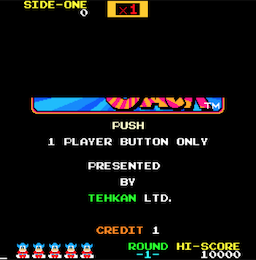 SIDE-ONE
0
×1
TM
PUSH
1 PLAYER BUTTON ONLY
PRESENTED
BY
TEHKAN LTD.
CREDIT 1
ROUND HI-SCORE
-1- 10000